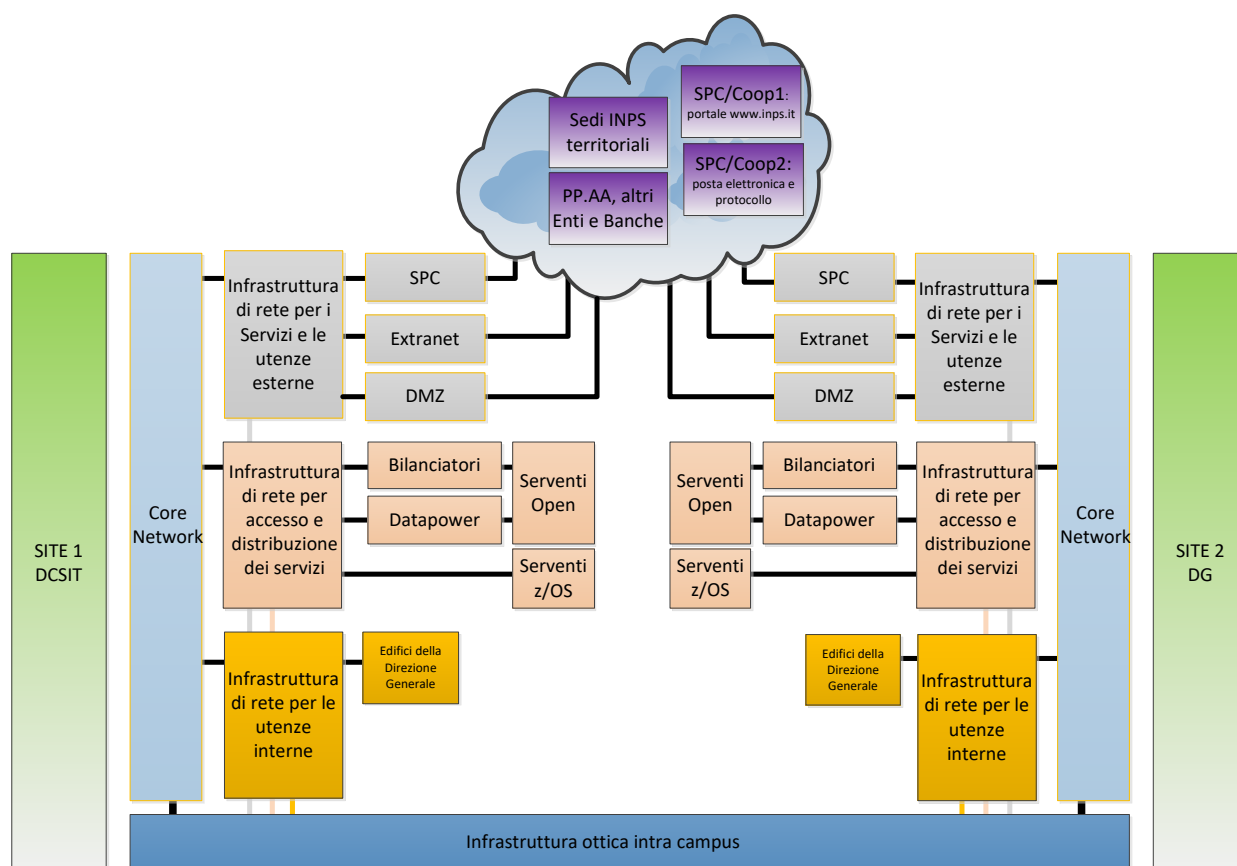 Sedi INPS
territoriali
SPC/Coop1:
portale www.inps.it
PP.AA, altri
Enti e Banche
SPC/Coop2:
posta elettronica e
protocollo
SITE 1
DCSIT
Core
Network
Infrastruttura
di rete per i
Servizi e le
utenze
esterne
SPC
Extranet
DMZ
Infrastruttura
di rete per
accesso e
distribuzione
dei servizi
Bilanciatori
Datapower
Serventi
Open
Serventi
z/OS
Infrastruttura
di rete per le
utenze
interne
Edifici della
Direzione
Generale
SPC
Extranet
DMZ
Infrastruttura
di rete per i
Servizi e le
utenze
esterne
Serventi
Open
Serventi
z/OS
Bilanciatori
Datapower
Infrastruttura
di rete per
accesso e
distribuzione
dei servizi
Edifici della
Direzione
Generale
Infrastruttura
di rete per le
utenze
interne
Core
Network
SITE 2
DG
Infrastruttura ottica intra campus